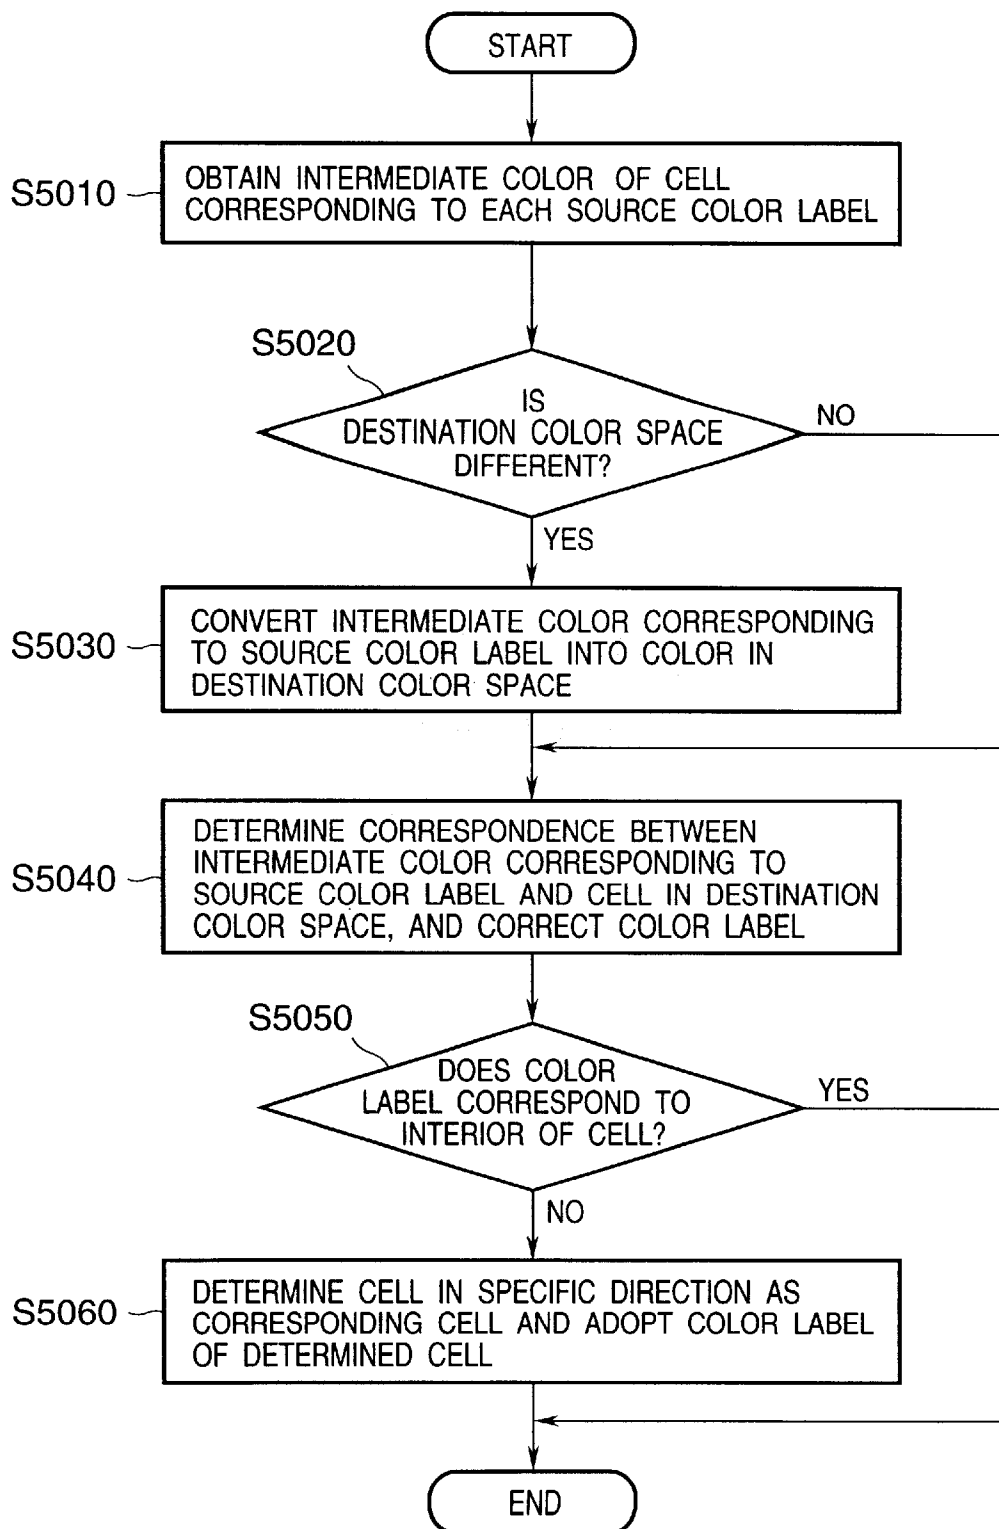 START
S5010
OBTAIN INTERMEDIATE COLOR OF CELL
CORRESPONDING TO EACH SOURCE COLOR LABEL
S5020
IS
DESTINATION COLOR SPACE
DIFFERENT?
NO
YES
S5030
CONVERT INTERMEDIATE COLOR CORRESPONDING
TO SOURCE COLOR LABEL INTO COLOR IN
DESTINATION COLOR SPACE
S5040
DETERMINE CORRESPONDENCE BETWEEN
INTERMEDIATE COLOR CORRESPONDING TO
SOURCE COLOR LABEL AND CELL IN DESTINATION
COLOR SPACE, AND CORRECT COLOR LABEL
S5050
DOES COLOR
LABEL CORRESPOND TO
INTERIOR OF CELL?
YES
NO
S5060
DETERMINE CELL IN SPECIFIC DIRECTION AS
CORRESPONDING CELL AND ADOPT COLOR LABEL
OF DETERMINED CELL
END